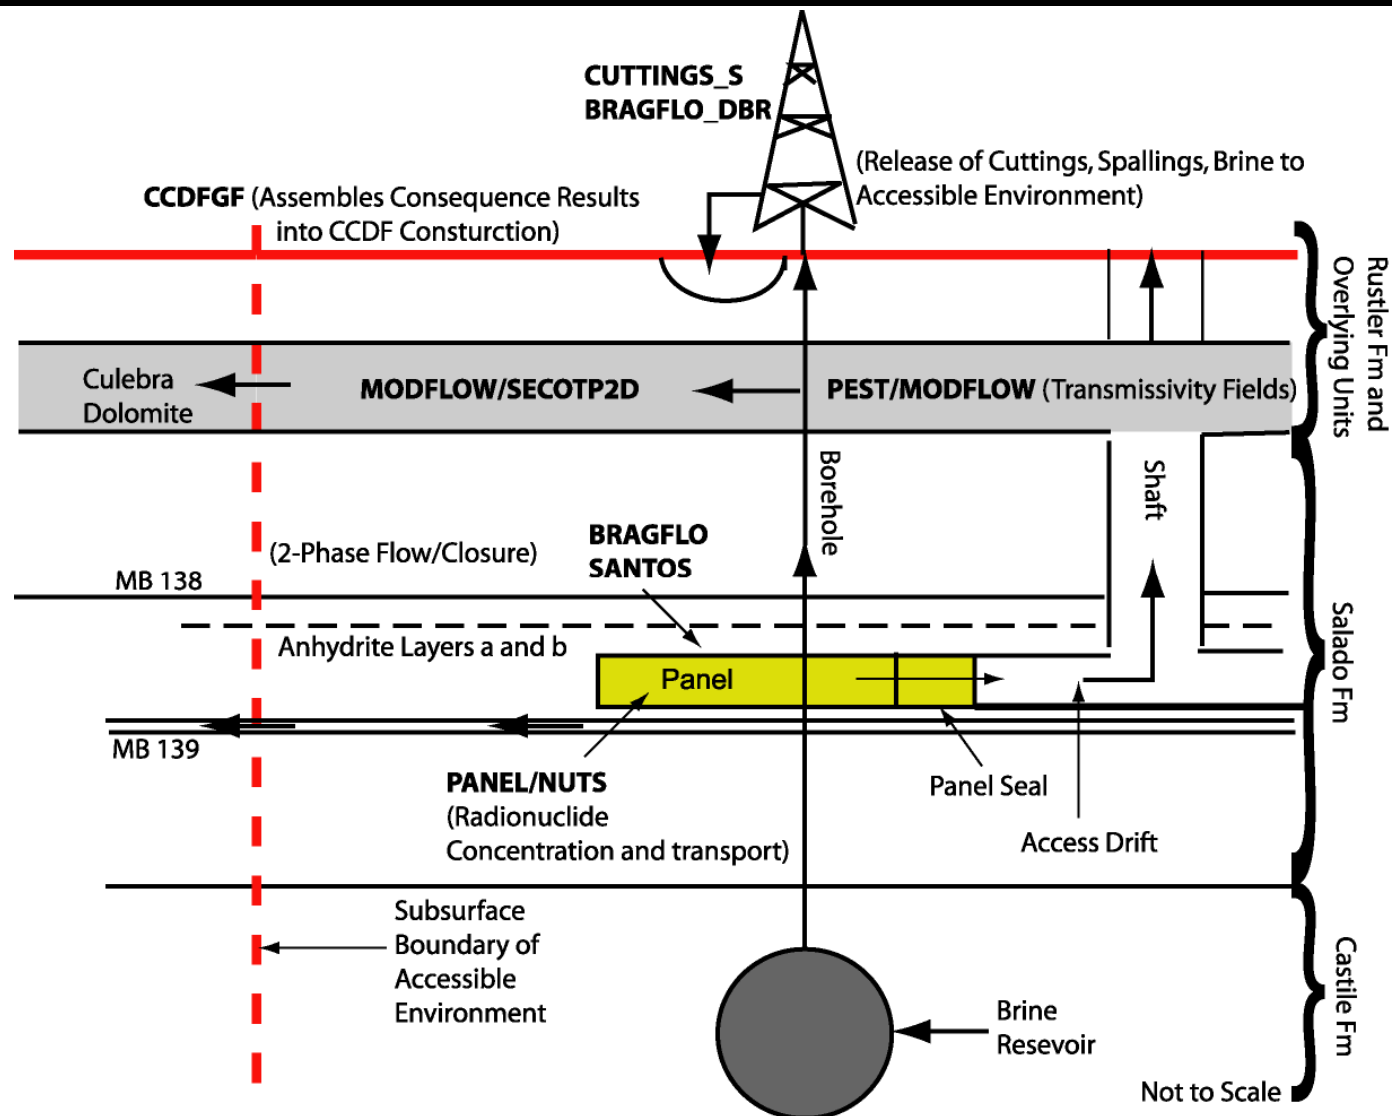 CUTTINGS_S
BRAGFLO_DBR
(Release of Cuttings, Spallings, Brine to
Accessible Environment)
CCDFGF (Assembles Consequence Results
into CCDF Consturction)
Rustler Fm and
Overlying Units
Culebra
Dolomite
MODFLOW/SECOTP2D
PEST/MODFLOW (Transmissivity Fields)
Borehole
Shaft
BRAGFLO
SANTOS
(2-Phase Flow/Closure)
MB 138
Anhydrite Layers a and b
Panel
Salado Fm
MB 139
PANEL/NUTS
(Radionuclide
Concentration and transport)
Panel Seal
Access Drift
Subsurface
Boundary of
Accessible
Environment
Brine
Resevoir
Castile Fm
Not to Scale